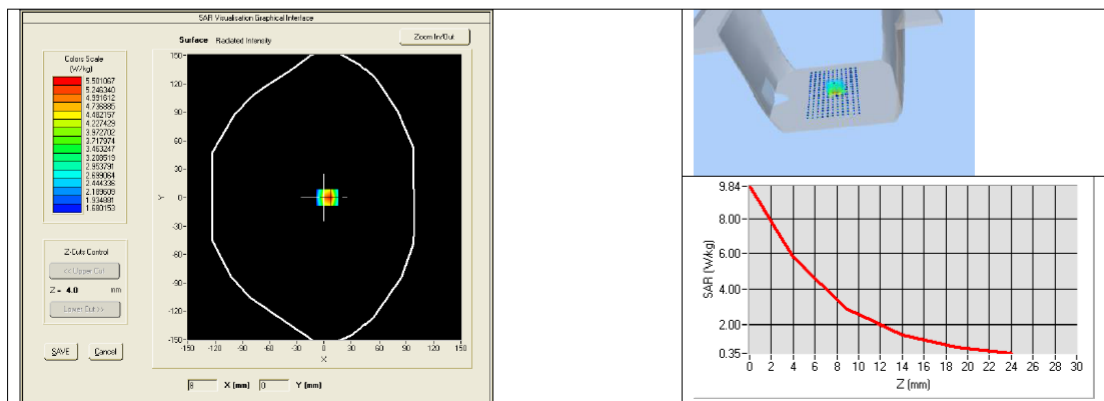 SAR Visualisation Graphical Interface
Surface Radiated Intensity
Zoom In/Out
Colors Scale
(W/kg)
5.501067
5.246340
4.991612
4.736885
4.482157
4.227429
3.972702
3.717974
3.463247
3.208519
2.953791
2.699064
2.444336
2.189609
1.934881
1.680153
Z-Cuts Control
<< Upper Cut
Z = 4.0 mm
Lower Cut >>
SAVE Cancel
150
120
90
60
30
0
-30
-60
-90
-120
-150
Y
-150 -120 -90 -60 -30 0 30 60 90 120 150
X
8 X (mm) 0 Y (mm)
9.84
8.00
6.00
4.00
2.00
0.35
SAR (W/kg)
0 2 4 6 8 10 12 14 16 18 20 22 24 26 28 30
Z (mm)